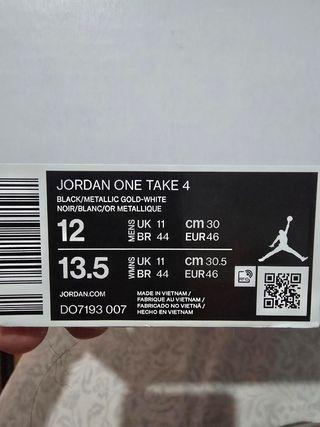 JORDAN ONE TAKE 4
BLACK/METALLIC GOLD-WHITE
NOIR/BLANC/OR METALLIQUE
12 MENS UK 11 cm 30
BR 44 EUR 46
13.5 WMNS UK 11 cm 30.5
BR 44 EUR 46
JORDAN.COM
DO7193 007
MADE IN VIETNAM /
FABRIQUE AU VIETNAM /
FABRICADO NO VIETNÃ /
HECHO EN VIETNAM